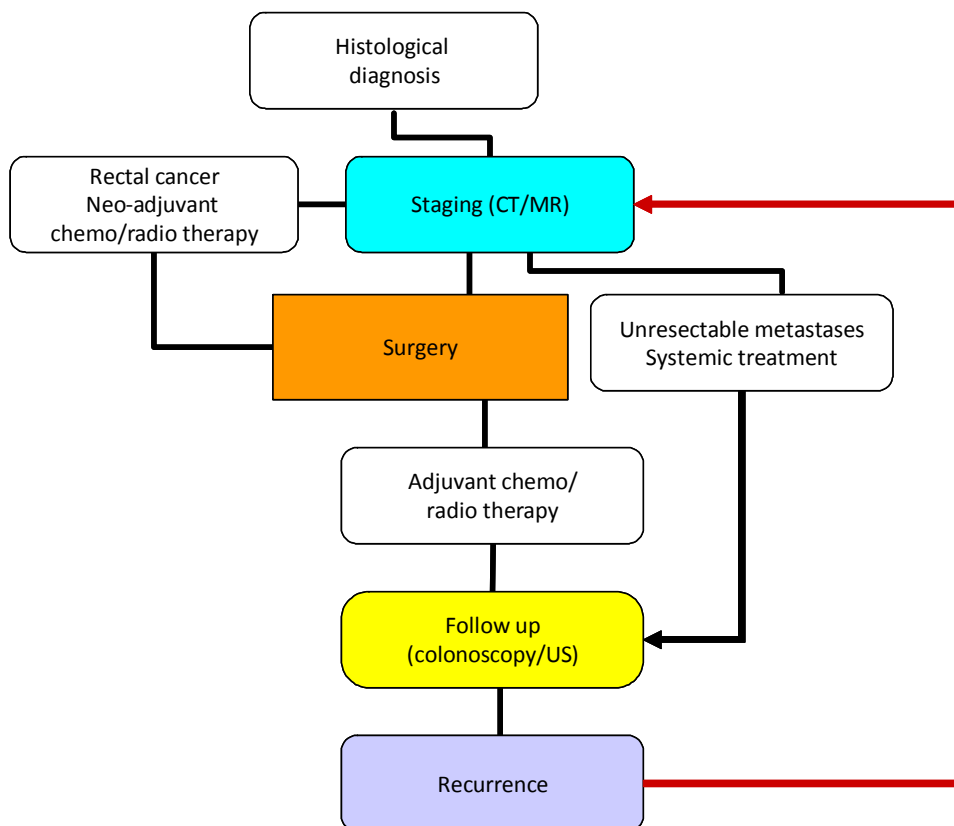 Histological
diagnosis
Rectal cancer
Neo-adjuvant
chemo/radio therapy
Staging (CT/MR)
Surgery
Unresectable metastases
Systemic treatment
Adjuvant chemo/
radio therapy
Follow up
(colonoscopy/US)
Recurrence